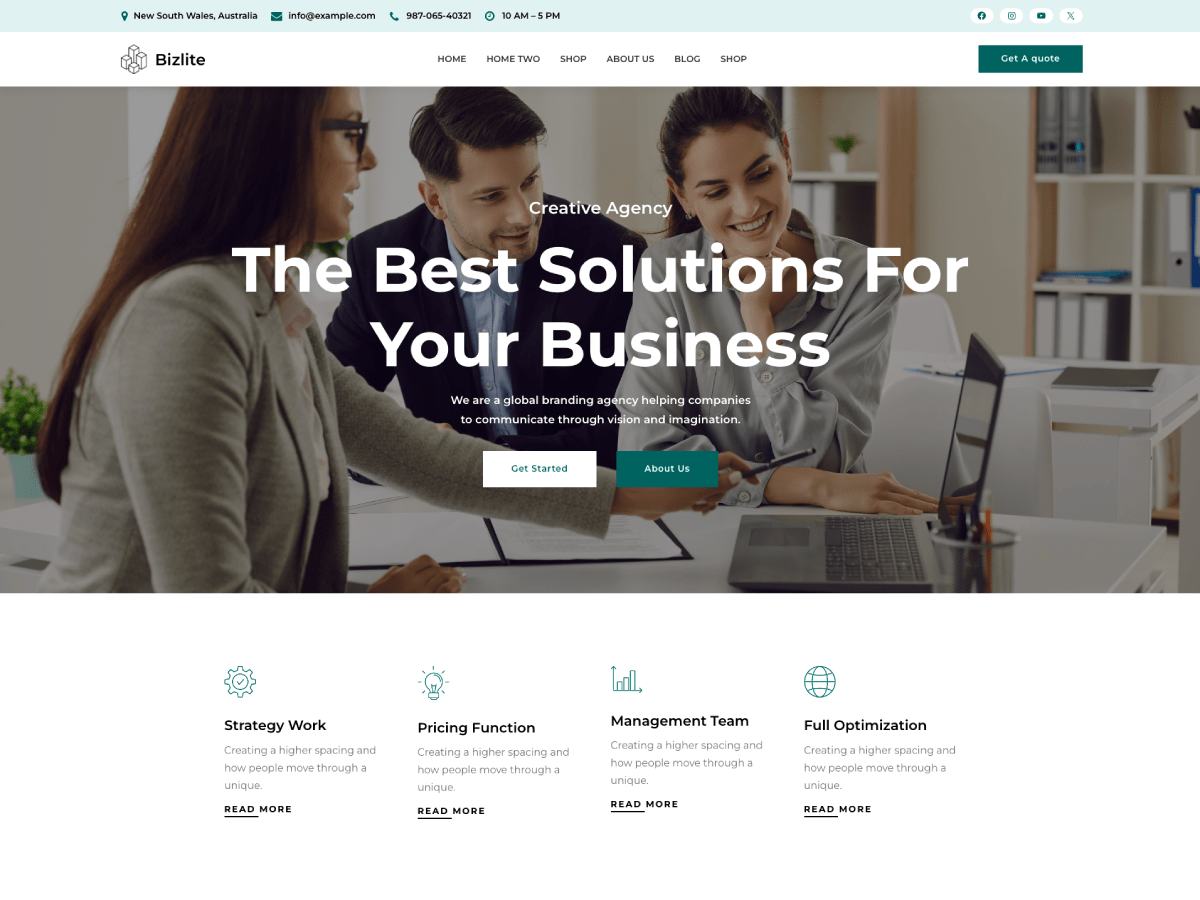 New South Wales, Australia info@example.com 987-065-40321 10 AM – 5 PM
Bizlite HOME HOME TWO SHOP ABOUT US BLOG SHOP Get A quote
Creative Agency
The Best Solutions For
Your Business
We are a global branding agency helping companies
to communicate through vision and imagination.
Get Started About Us
Strategy Work
Creating a higher spacing and
how people move through a
unique.
READ MORE
Pricing Function
Creating a higher spacing and
how people move through a
unique.
READ MORE
Management Team
Creating a higher spacing and
how people move through a
unique.
READ MORE
Full Optimization
Creating a higher spacing and
how people move through a
unique.
READ MORE